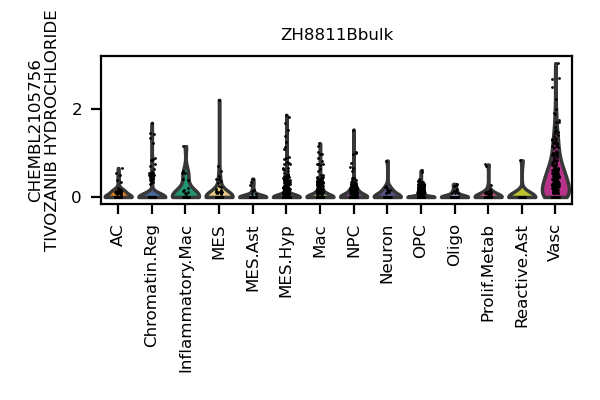 ZH8811Bbulk
CHEMBL2105756
TIVOZANIB HYDROCHLORIDE
2
0
AC
Chromatin.Reg
Inflammatory.Mac
MES
MES.Ast
MES.Hyp
Mac
NPC
Neuron
OPC
Oligo
Prolif.Metab
Reactive.Ast
Vasc